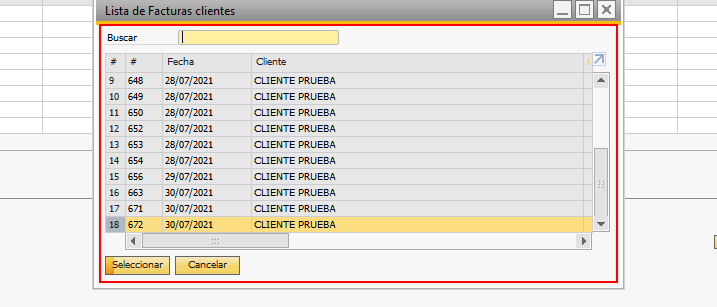 Lista de Facturas clientes
Buscar
# # Fecha Cliente
9 648 28/07/2021 CLIENTE PRUEBA
10 649 28/07/2021 CLIENTE PRUEBA
11 650 28/07/2021 CLIENTE PRUEBA
12 652 28/07/2021 CLIENTE PRUEBA
13 653 28/07/2021 CLIENTE PRUEBA
14 654 28/07/2021 CLIENTE PRUEBA
15 656 29/07/2021 CLIENTE PRUEBA
16 663 30/07/2021 CLIENTE PRUEBA
17 671 30/07/2021 CLIENTE PRUEBA
18 672 30/07/2021 CLIENTE PRUEBA
Seleccionar Cancelar